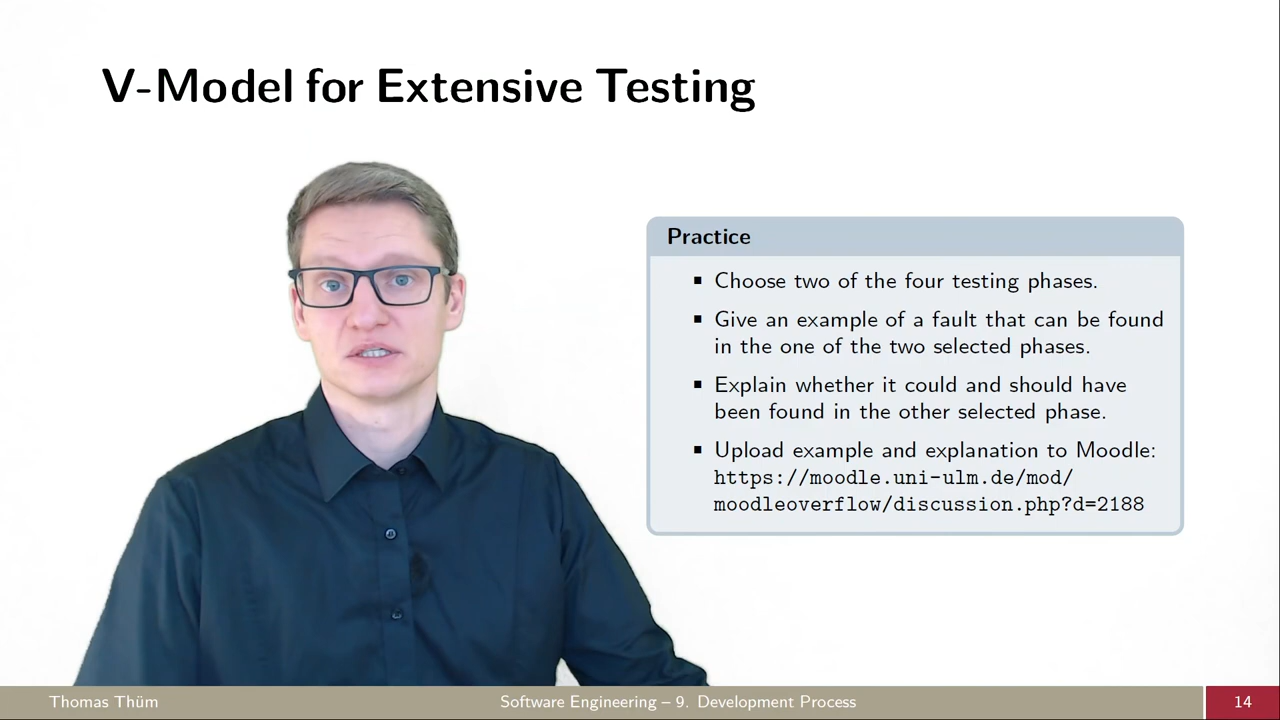 V-Model for Extensive Testing
Practice
▪ Choose two of the four testing phases.
▪ Give an example of a fault that can be found
in the one of the two selected phases.
▪ Explain whether it could and should have
been found in the other selected phase.
▪ Upload example and explanation to Moodle:
https://moodle.uni-ulm.de/mod/
moodleoverflow/discussion.php?d=2188
Thomas Thüm
Software Engineering – 9. Development Process
14